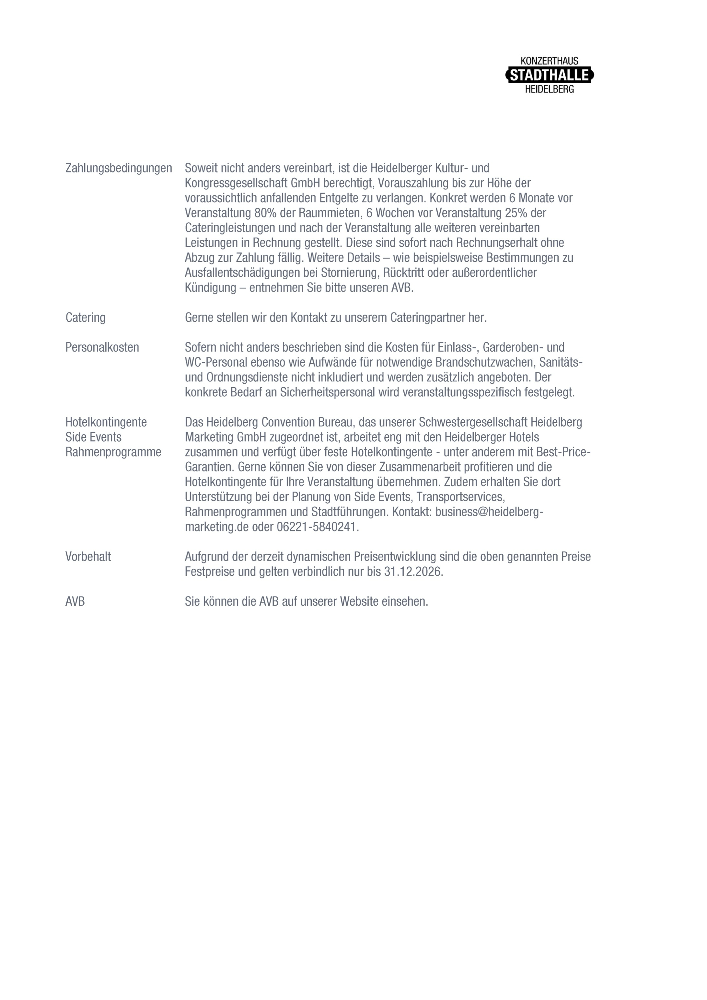 KONZERTHAUS
STADTHALLE
HEIDELBERG
Zahlungsbedingungen Soweit nicht anders vereinbart, ist die Heidelberger Kultur- und
Kongressgesellschaft GmbH berechtigt, Vorauszahlung bis zur Höhe der
voraussichtlich anfallenden Entgelte zu verlangen. Konkret werden 6 Monate vor
Veranstaltung 80% der Raummieten, 6 Wochen vor Veranstaltung 25% der
Cateringleistungen und nach der Veranstaltung alle weiteren vereinbarten
Leistungen in Rechnung gestellt. Diese sind sofort nach Rechnungserhalt ohne
Abzug zur Zahlung fällig. Weitere Details – wie beispielsweise Bestimmungen zu
Ausfallentschädigungen bei Stornierung, Rücktritt oder außerordentlicher
Kündigung – entnehmen Sie bitte unseren AVB.
Catering Gerne stellen wir den Kontakt zu unserem Cateringpartner her.
Personalkosten Sofern nicht anders beschrieben sind die Kosten für Einlass-, Garderoben- und
WC-Personal ebenso wie Aufwände für notwendige Brandschutzwachen, Sanitäts-
und Ordnungsdienste nicht inkludiert und werden zusätzlich angeboten. Der
konkrete Bedarf an Sicherheitspersonal wird veranstaltungsspezifisch festgelegt.
Hotelkontingente Das Heidelberg Convention Bureau, das unserer Schwestergesellschaft Heidelberg
Side Events Marketing GmbH zugeordnet ist, arbeitet eng mit den Heidelberger Hotels
Rahmenprogramme zusammen und verfügt über feste Hotelkontingente - unter anderem mit Best-Price-
Garantien. Gerne können Sie von dieser Zusammenarbeit profitieren und die
Hotelkontingente für Ihre Veranstaltung übernehmen. Zudem erhalten Sie dort
Unterstützung bei der Planung von Side Events, Transportservices,
Rahmenprogrammen und Stadtführungen. Kontakt: business@heidelberg-
marketing.de oder 06221-5840241.
Vorbehalt Aufgrund der derzeit dynamischen Preisentwicklung sind die oben genannten Preise
Festpreise und gelten verbindlich nur bis 31.12.2026.
AVB Sie können die AVB auf unserer Website einsehen.